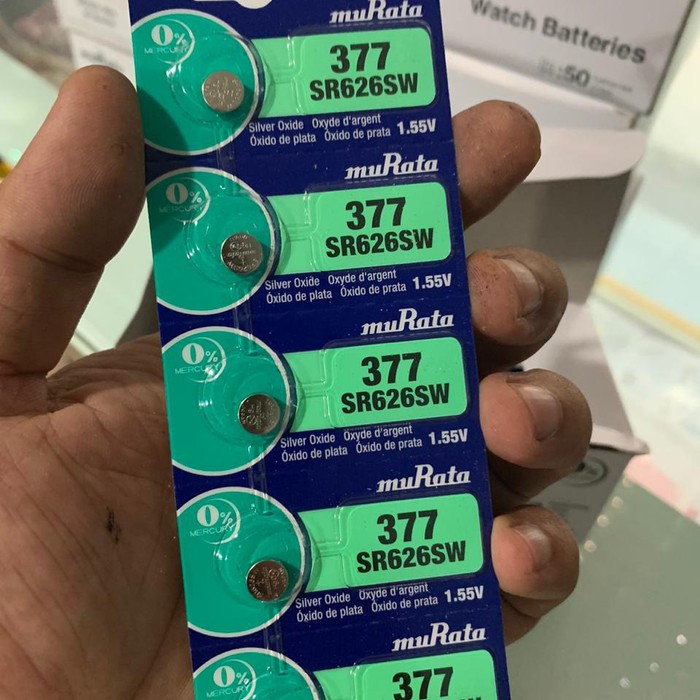 muRata
Watch Batteries
50
0%
MERCURY
377
SR626SW
Silver Oxide Oxyde d'argent
Óxido de plata Óxido de prata 1.55V
muRata
0%
MERCURY
377
SR626SW
Silver Oxide Oxyde d'argent
Óxido de plata Óxido de prata 1.55V
muRata
0%
MERCURY
377
SR626SW
Silver Oxide Oxyde d'argent
Óxido de plata Óxido de prata 1.55V
muRata
0%
MERCURY
377
SR626SW
Silver Oxide Oxyde d'argent
Óxido de plata Óxido de prata 1.55V
muRata
0%
MERCURY
377